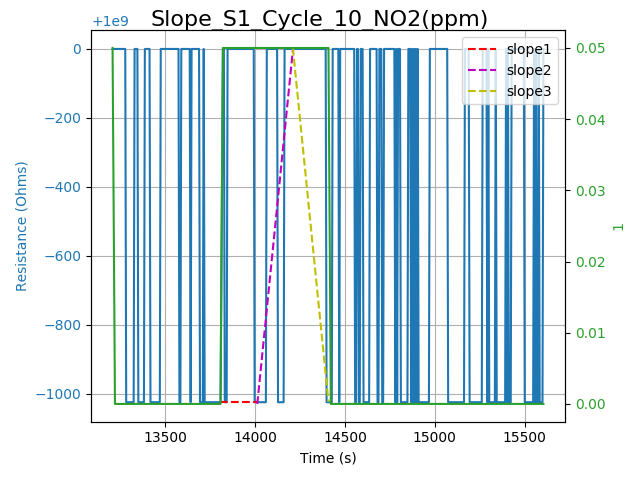 Slope_S1_Cycle_10_NO2(ppm)
+1e9
0
−200
−400
−600
−800
−1000
Resistance (Ohms)
slope1
slope2
slope3
0.05
0.04
0.03
0.02
0.01
0.00
1
13500
14000
14500
15000
15500
Time (s)